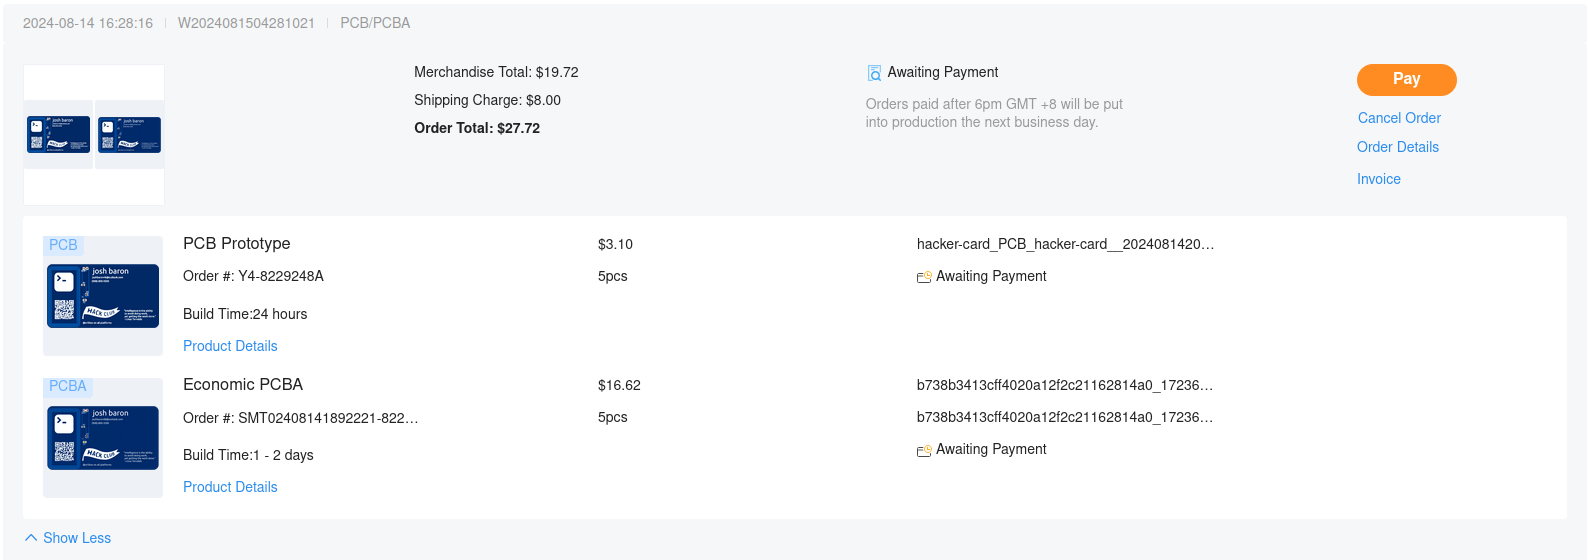 2024-08-14 16:28:16 | W2024081504281021 | PCB/PCBA
Merchandise Total: $19.72
Shipping Charge: $8.00
Order Total: $27.72
Awaiting Payment
Orders paid after 6pm GMT +8 will be put
into production the next business day.
Pay
Cancel Order
Order Details
Invoice
josh baron
josh baron
HACK CLUB
HACK CLUB
PCB
josh baron
HACK CLUB
PCB Prototype
Order #: Y4-8229248A
Build Time:24 hours
Product Details
$3.10
5pcs
hacker-card_PCB_hacker-card__2024081420...
Awaiting Payment
PCBA
josh baron
HACK CLUB
Economic PCBA
Order #: SMT02408141892221-822...
Build Time:1 - 2 days
Product Details
$16.62
5pcs
b738b3413cff4020a12f2c21162814a0_17236...
b738b3413cff4020a12f2c21162814a0_17236...
Awaiting Payment
Show Less